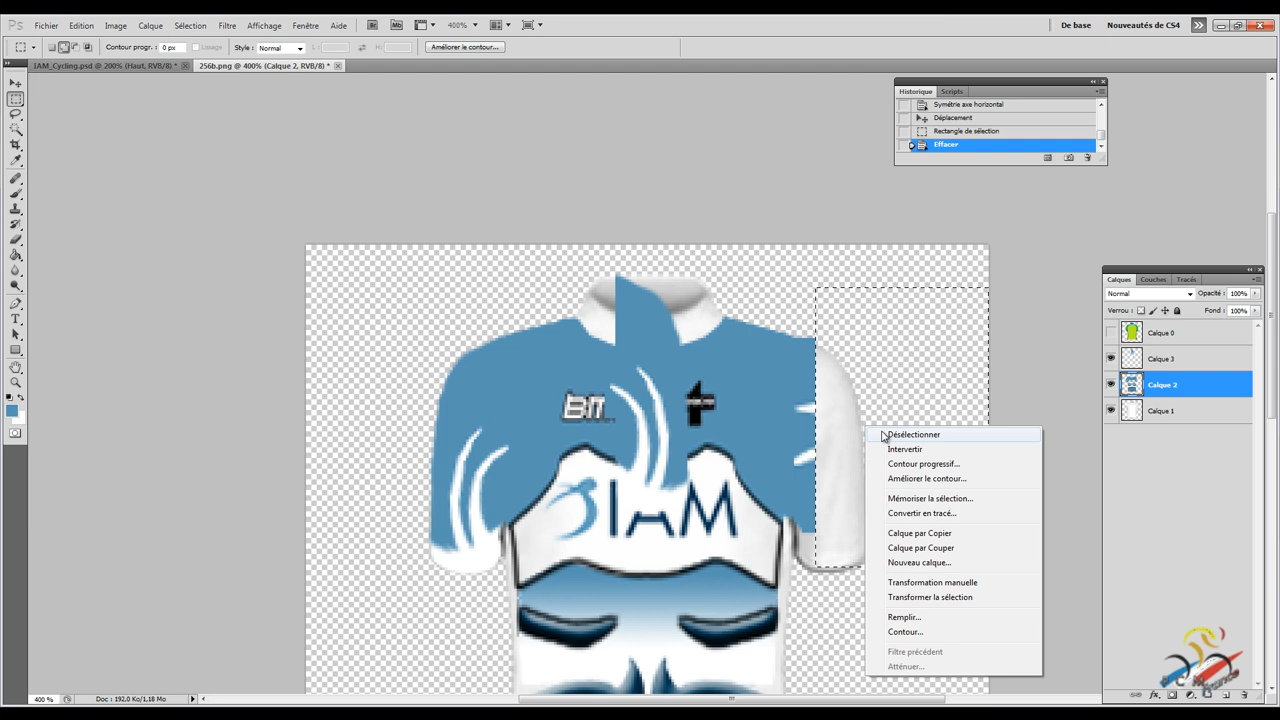 Ps Fichier Edition Image Calque Sélection Filtre Affichage Fenêtre Aide Br Mb 400% De base Nouveautés de CS4
Contour progr. : 0 px Lissage Style : Normal L : H : Améliorer le contour...
IAM_Cycling.psd @ 200% (Haut, RVB/8) * 256b.png @ 400% (Calque 2, RVB/8) *
Historique Scripts
Symétrie axe horizontal
Déplacement
Rectangle de sélection
Effacer
Calques Couches Tracés
Normal Opacité : 100%
Verrou : Fond : 100%
Calque 0
Calque 3
Calque 2
Calque 1
IAM
Désélectionner
Intervertir
Contour progressif...
Améliorer le contour...
Mémoriser la sélection...
Convertir en tracé...
Calque par Copier
Calque par Couper
Nouveau calque...
Transformation manuelle
Transformer la sélection
Remplir...
Contour...
Filtre précédent
Atténuer...
400 % Doc : 192,0 Ko/1,18 Mo